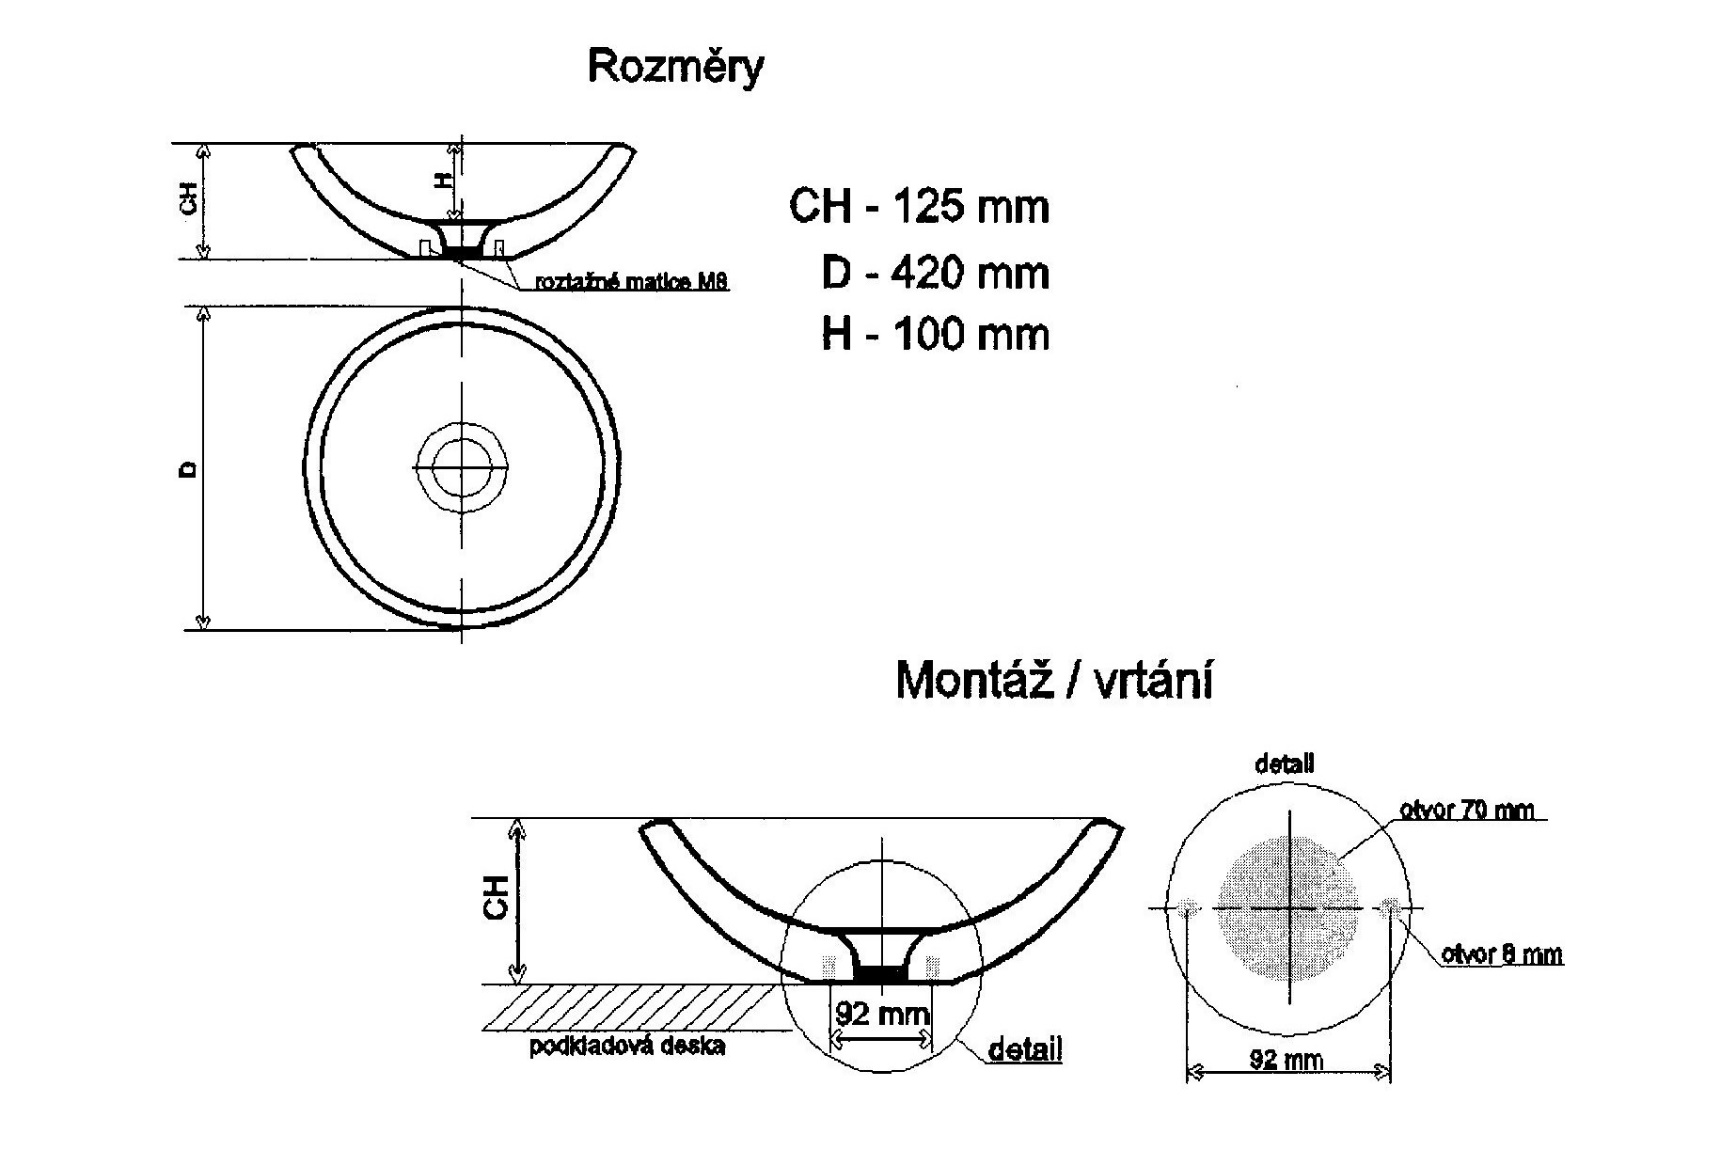 Rozměry
CH
H
CH - 125 mm
D - 420 mm
H - 100 mm
roztažné matice M8
D
Montáž / vrtání
detail
otvor 70 mm
CH
otvor 8 mm
92 mm
podkladová deska
detail
92 mm